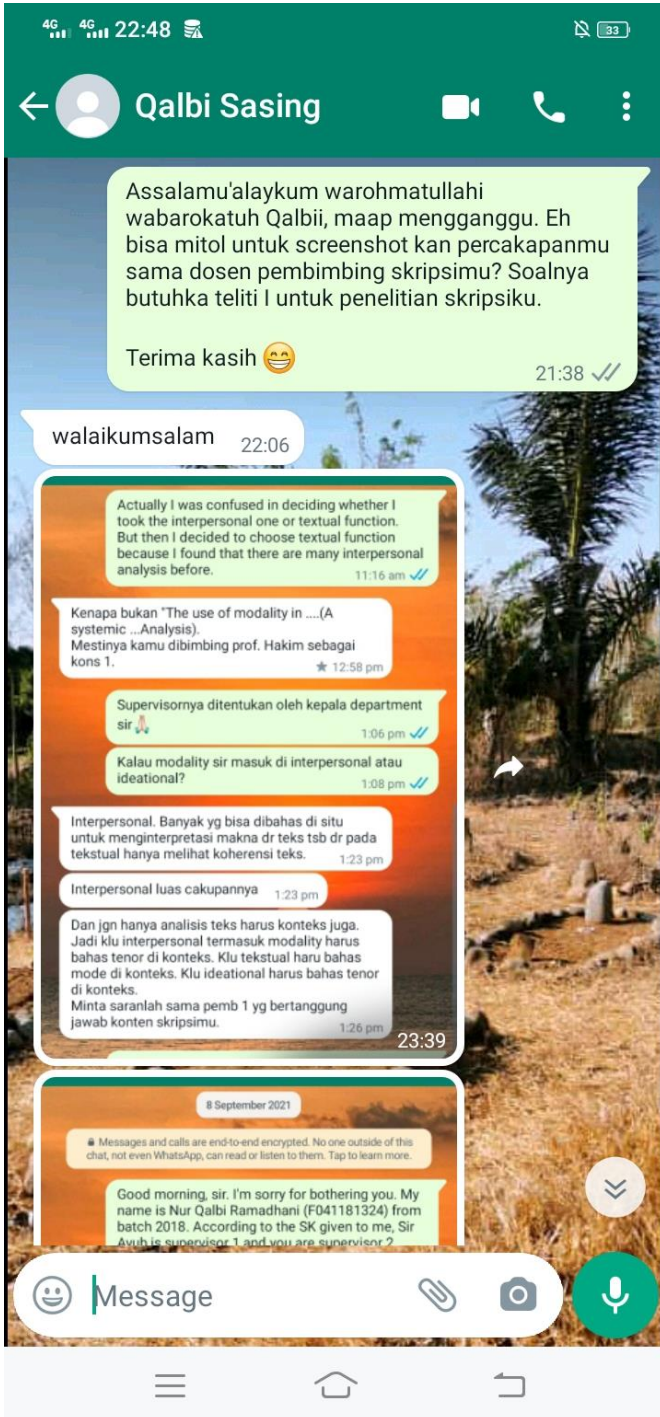 4G 4G 22:48 33
Qalbi Sasing
Assalamu'alaykum warohmatullahi
wabarokatuh Qalbii, maap mengganggu. Eh
bisa mitol untuk screenshot kan percakapanmu
sama dosen pembimbing skripsimu? Soalnya
butuhka teliti I untuk penelitian skripsiku.
Terima kasih 😁
21:38
walaikumsalam 22:06
Actually I was confused in deciding whether I
took the interpersonal one or textual function.
But then I decided to choose textual function
because I found that there are many interpersonal
analysis before.
11:16 am
Kenapa bukan "The use of modality in ....(A
systemic ...Analysis).
Mestinya kamu dibimbing prof. Hakim sebagai
kons 1.
★ 12:58 pm
Supervisornya ditentukan oleh kepala department
sir 🙏
1:06 pm
Kalau modality sir masuk di interpersonal atau
ideational?
1:08 pm
Interpersonal. Banyak yg bisa dibahas di situ
untuk menginterpretasi makna dr teks tsb dr pada
tekstual hanya melihat koherensi teks.
1:23 pm
Interpersonal luas cakupannya 1:23 pm
Dan jgn hanya analisis teks harus konteks juga.
Jadi klu interpersonal termasuk modality harus
bahas tenor di konteks. Klu tekstual haru bahas
mode di konteks. Klu ideational harus bahas tenor
di konteks.
Minta saranlah sama pemb 1 yg bertanggung
jawab konten skripsimu.
1:26 pm
23:39
8 September 2021
Messages and calls are end-to-end encrypted. No one outside of this
chat, not even WhatsApp, can read or listen to them. Tap to learn more.
Good morning, sir. I'm sorry for bothering you. My
name is Nur Qalbi Ramadhani (F041181324) from
batch 2018. According to the SK given to me, Sir
Ayub is supervisor 1 and you are supervisor 2
Message